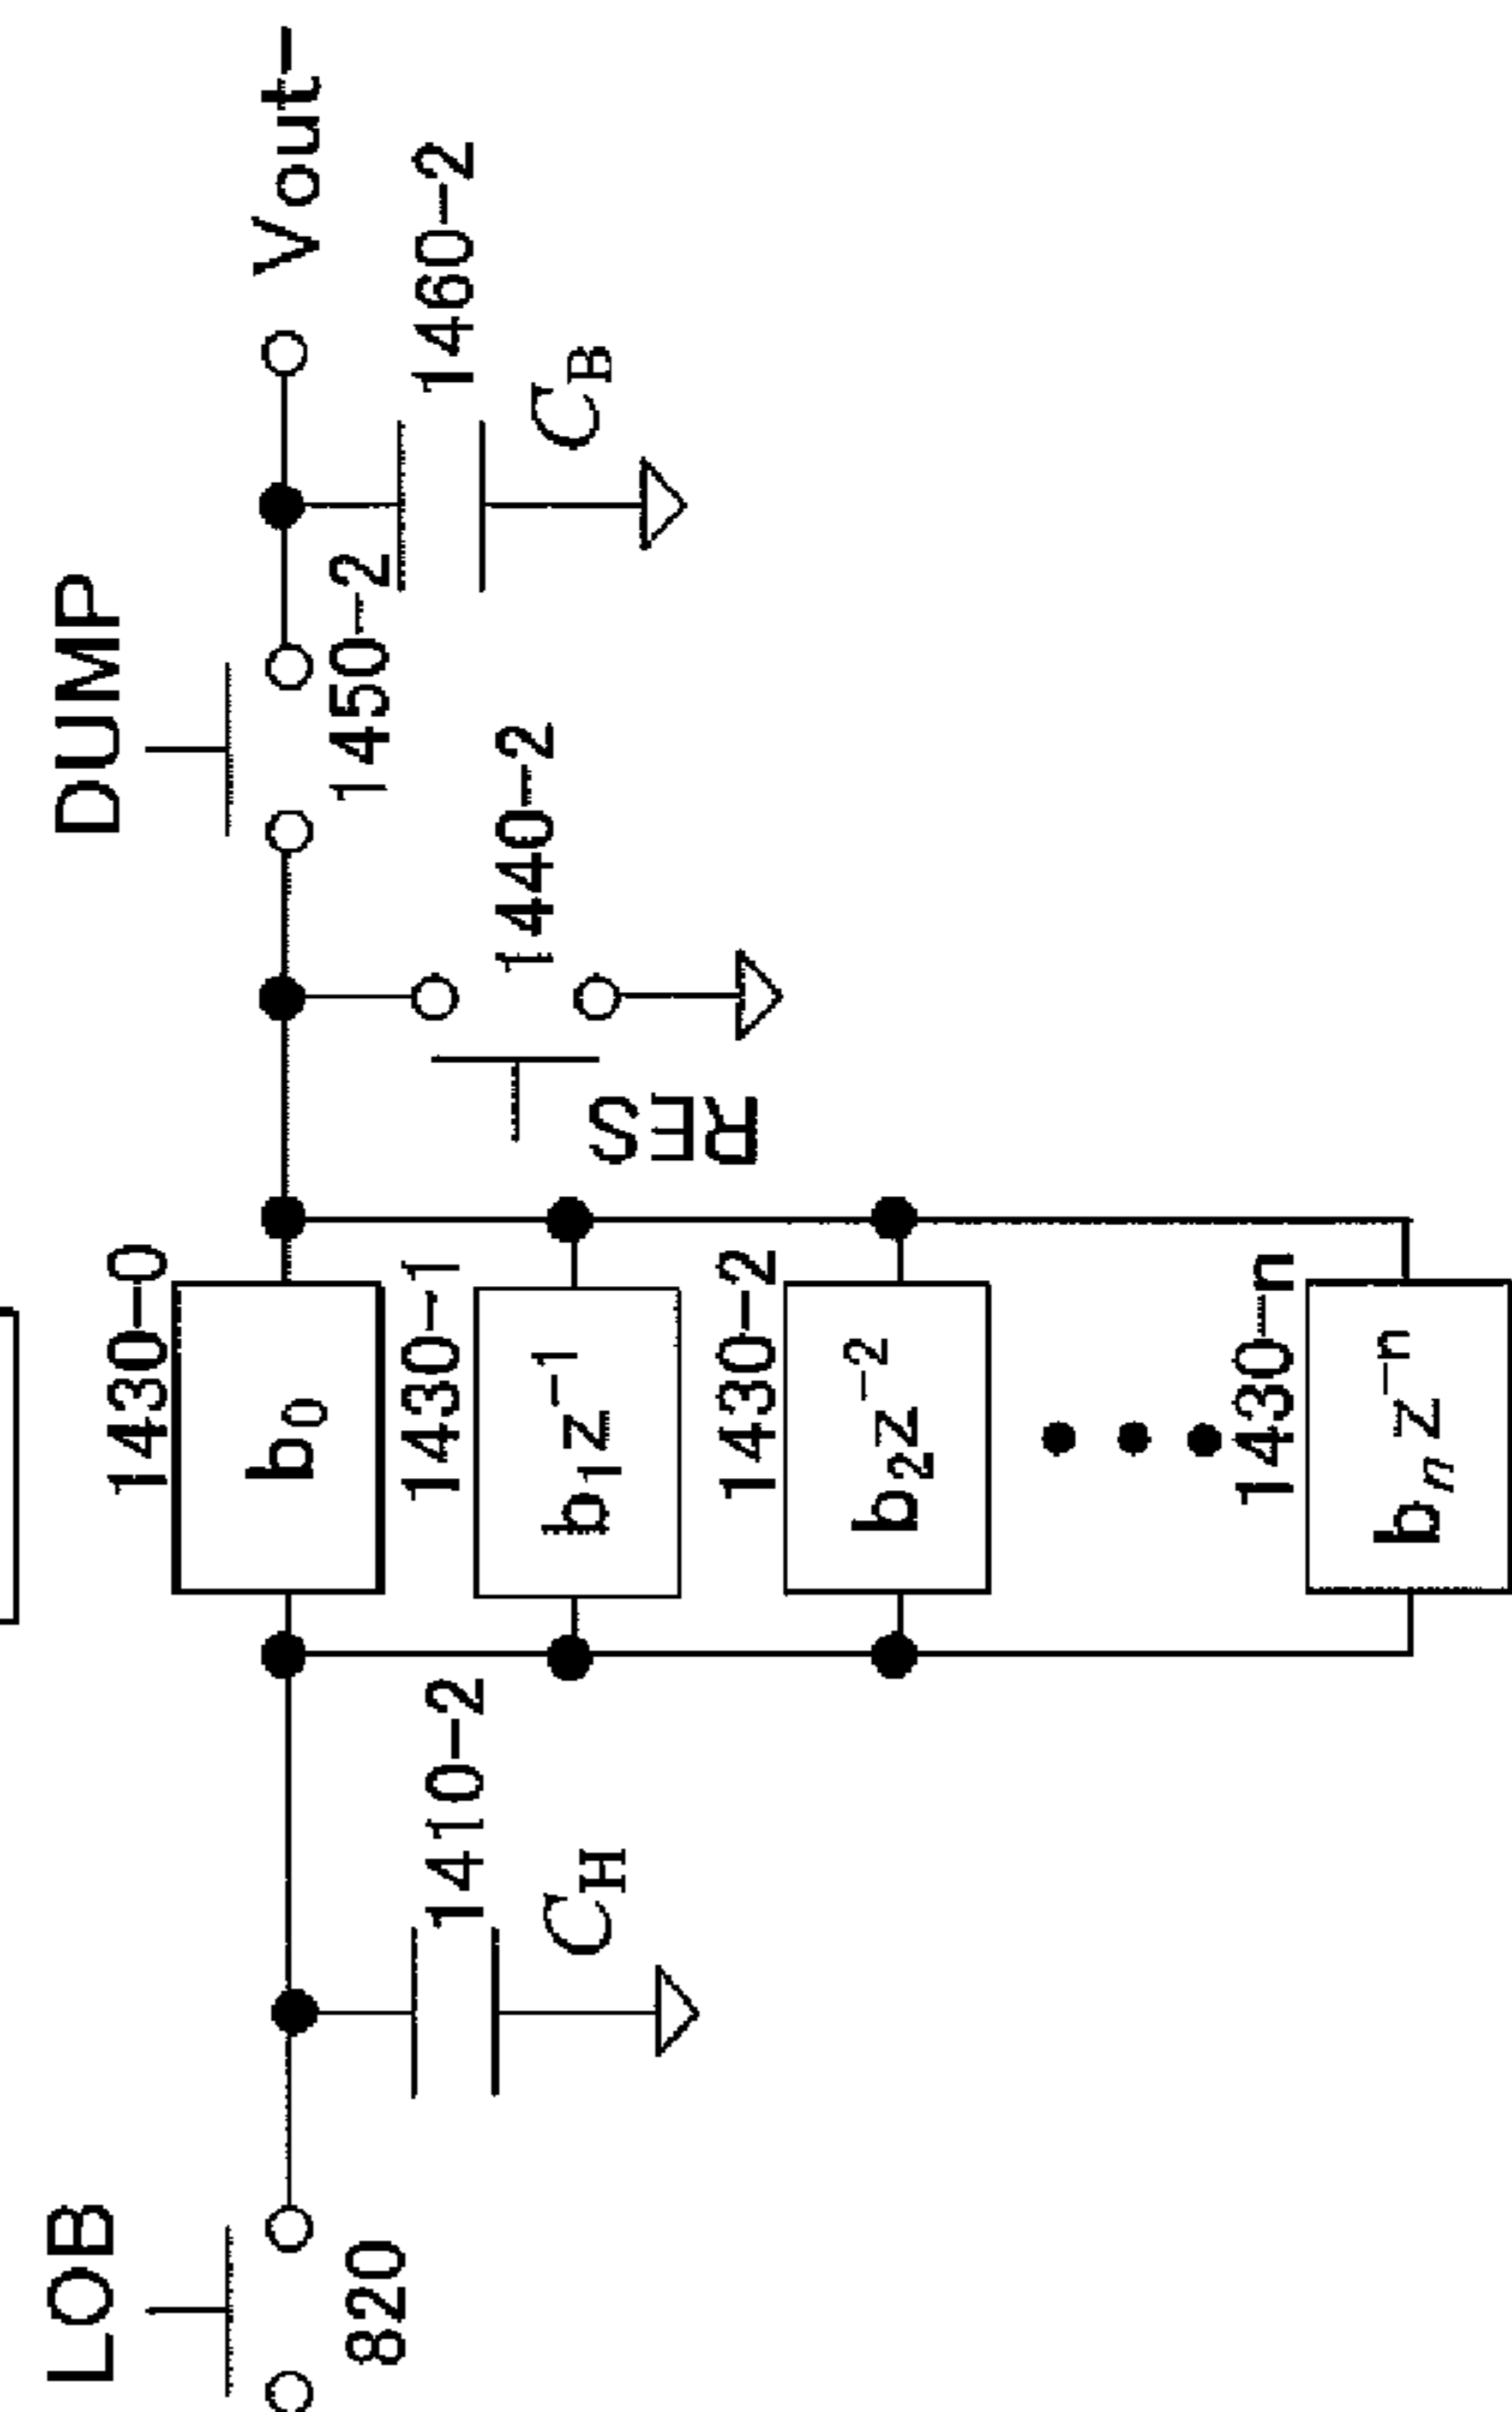 LOB
820
1410-2
C_H
1430-0
b_0
1430-1
b_1z^-1
1430-2
b_2z^-2
1430-n
b_nz^-n
RES
1440-2
DUMP
1450-2
1460-2
C_B
Vout-